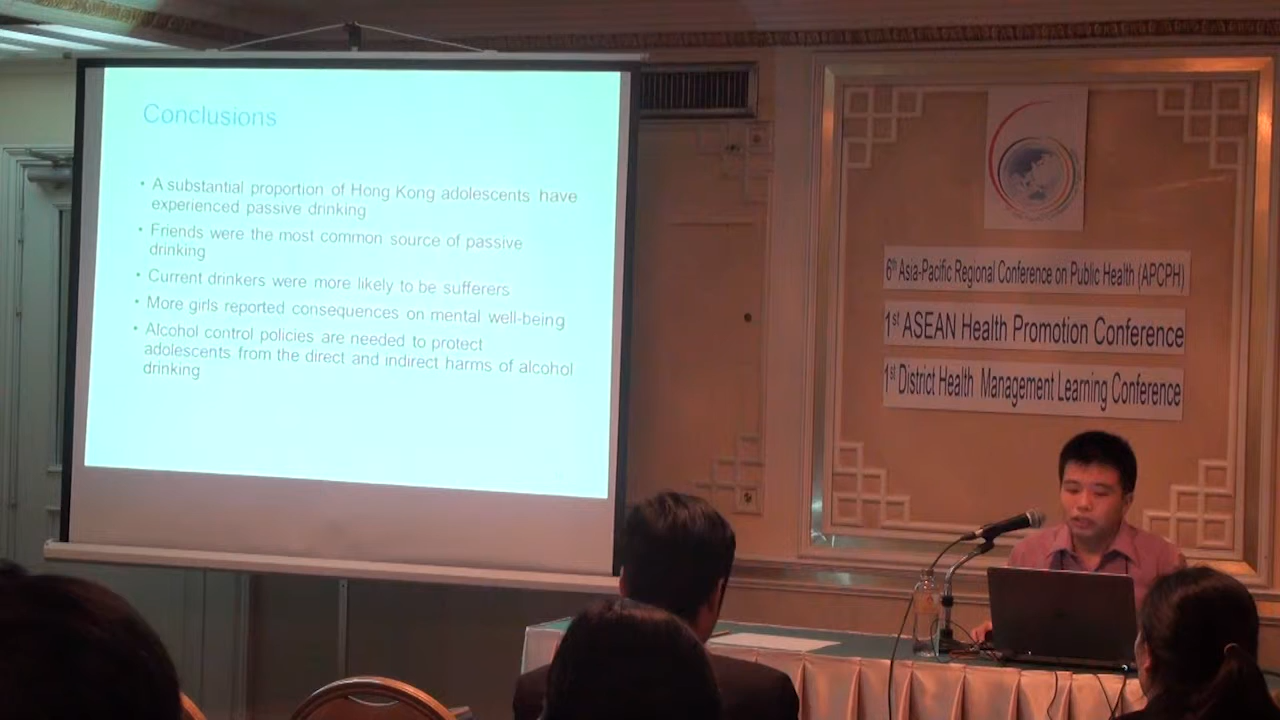 Conclusions
• A substantial proportion of Hong Kong adolescents have
experienced passive drinking
• Friends were the most common source of passive
drinking
• Current drinkers were more likely to be sufferers
• More girls reported consequences on mental well-being
• Alcohol control policies are needed to protect
adolescents from the direct and indirect harms of alcohol
drinking
6th Asia-Pacific Regional Conference on Public Health (APCPH)
1st ASEAN Health Promotion Conference
1st District Health Management Learning Conference